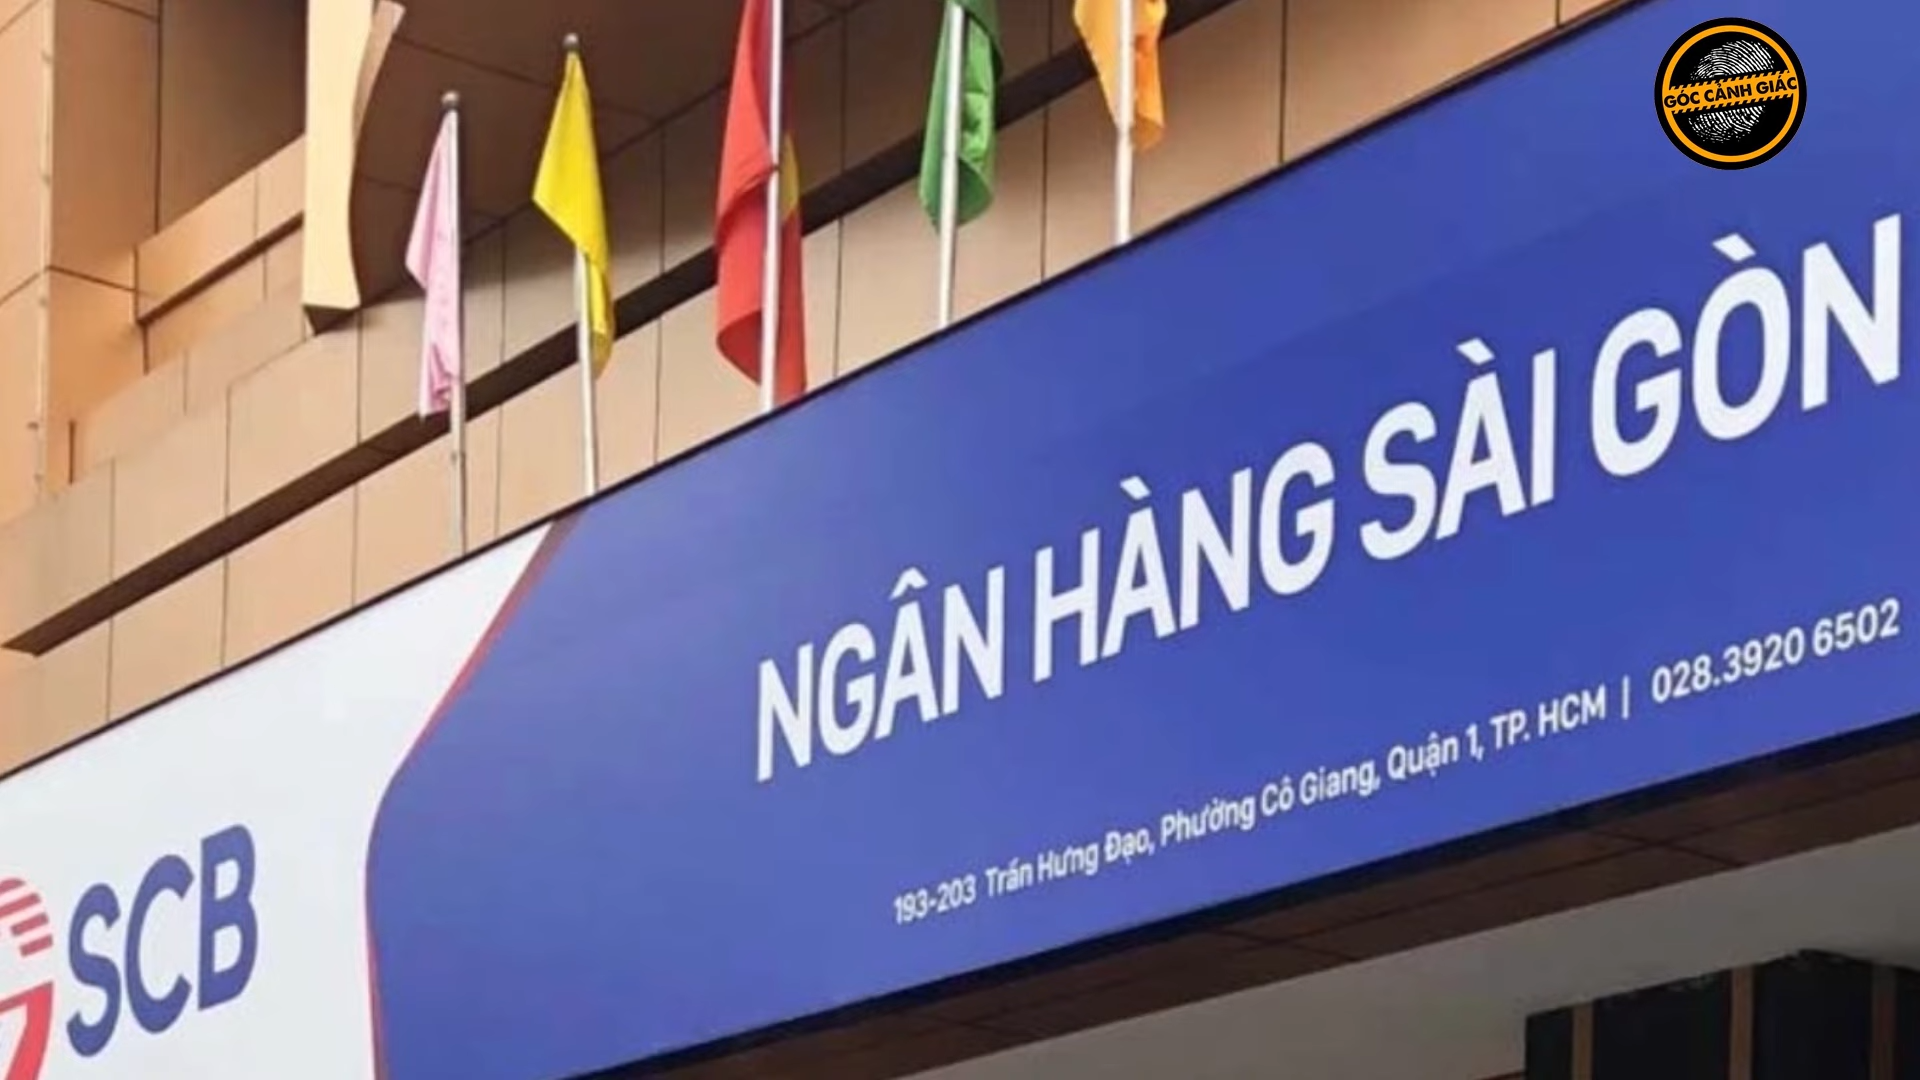 GÓC CẢNH GIÁC
NGÂN HÀNG SÀI GÒN
193-203 Trần Hưng Đạo, Phường Cô Giang, Quận 1, TP. HCM | 028.3920 6502
SCB